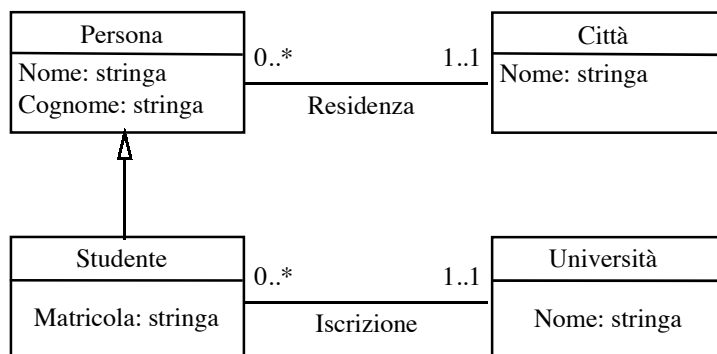 Persona
Nome: stringa
Cognome: stringa
0..*
1..1
Residenza
Città
Nome: stringa
Studente
Matricola: stringa
0..*
1..1
Iscrizione
Università
Nome: stringa